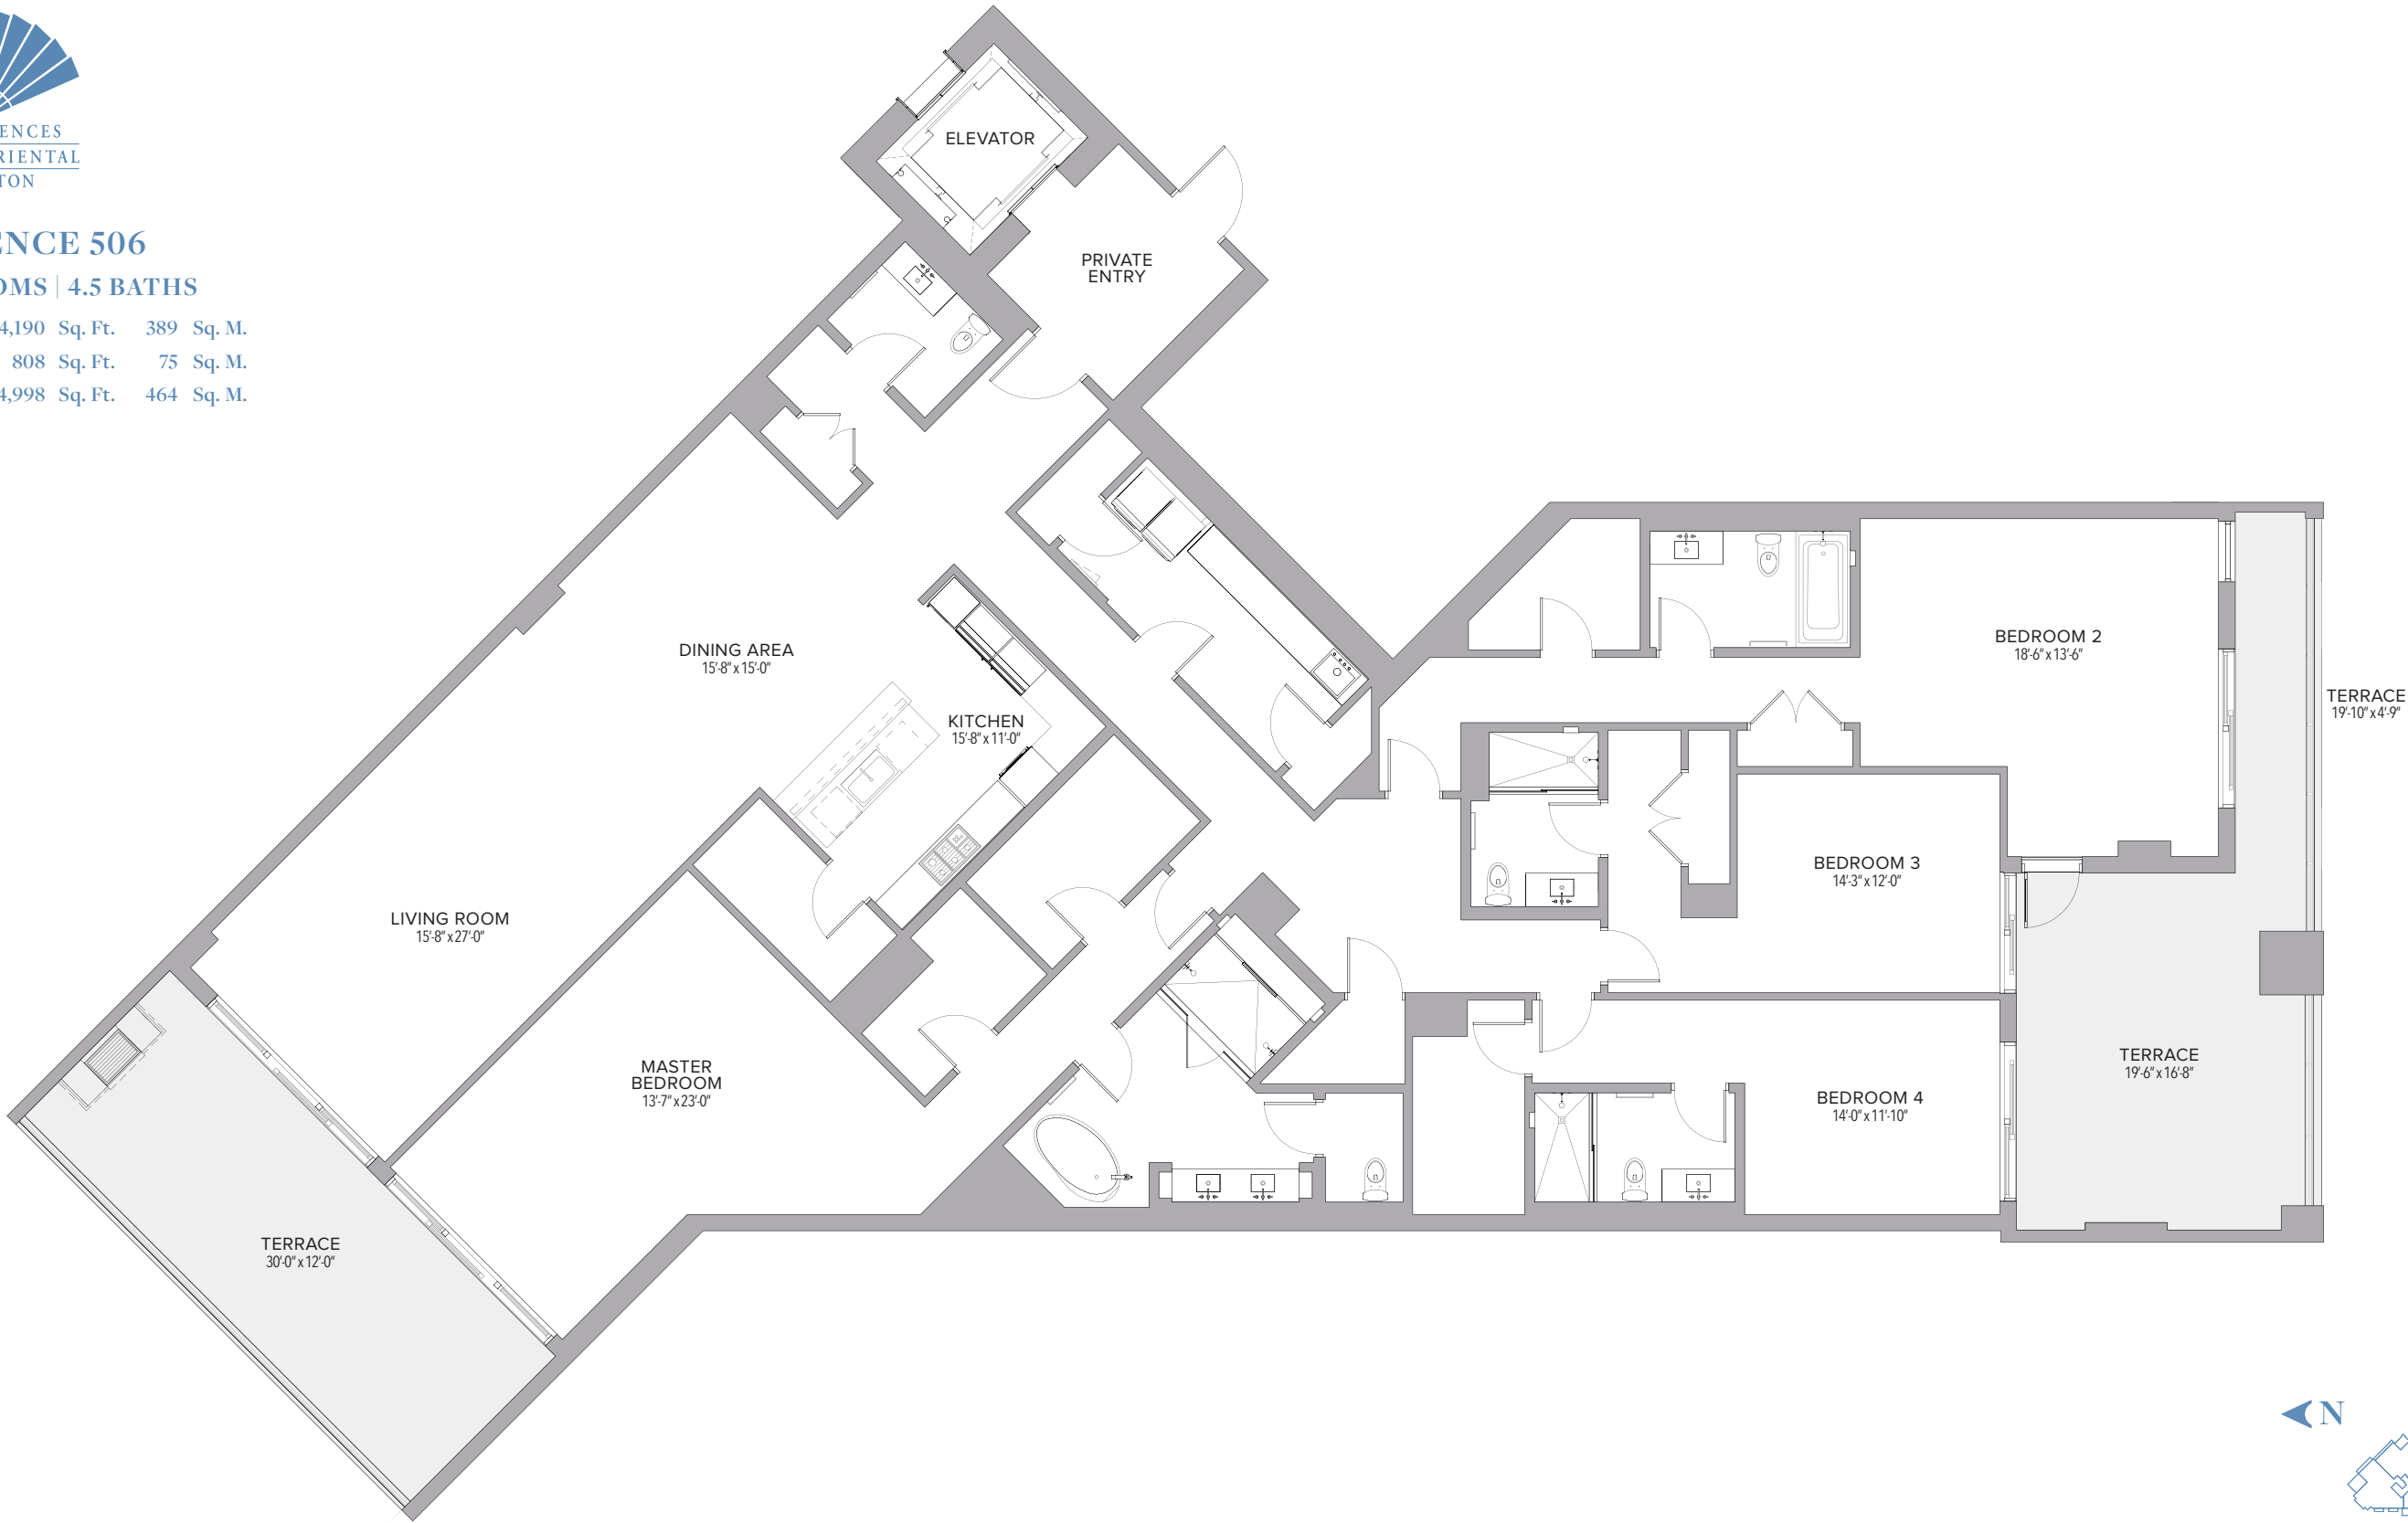 ENCES
RIENTAL
TON
ENCE 506
OMS | 4.5 BATHS
4,190 Sq. Ft. 389 Sq. M.
808 Sq. Ft. 75 Sq. M.
4,998 Sq. Ft. 464 Sq. M.
ELEVATOR
PRIVATE
ENTRY
DINING AREA
15'-8" x 15'-0"
KITCHEN
15'-8" x 11'-0"
LIVING ROOM
15'-8" x 27'-0"
MASTER
BEDROOM
13'-7" x 23'-0"
TERRACE
30'-0" x 12'-0"
BEDROOM 2
18'-6" x 13'-6"
TERRACE
19'-10" x 4'-9"
BEDROOM 3
14'-3" x 12'-0"
TERRACE
19'-6" x 16'-8"
BEDROOM 4
14'-0" x 11'-10"
N